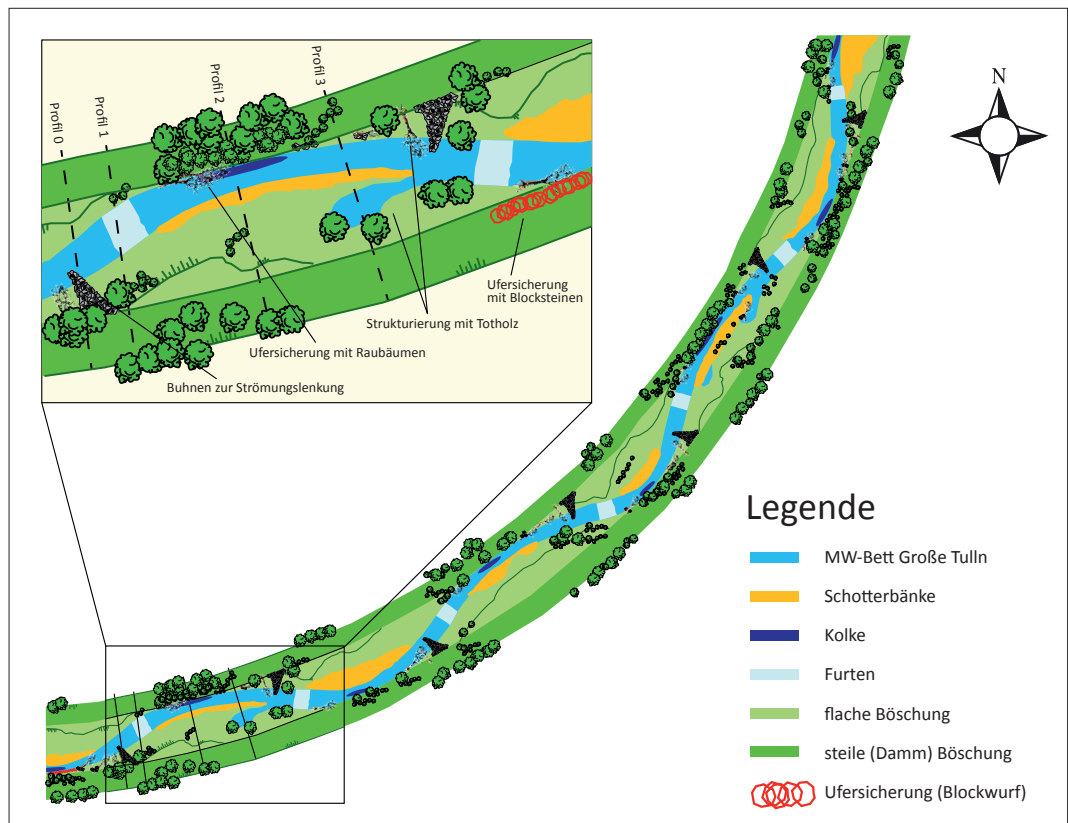 Profil 0
Profil 1
Profil 2
Profil 3
Ufersicherung
mit Blocksteinen
Strukturierung mit Totholz
Ufersicherung mit Raubäumen
Buhnen zur Strömungslenkung
N
Legende
MW-Bett Große Tulln
Schotterbänke
Kolke
Furten
flache Böschung
steile (Damm) Böschung
Ufersicherung (Blockwurf)